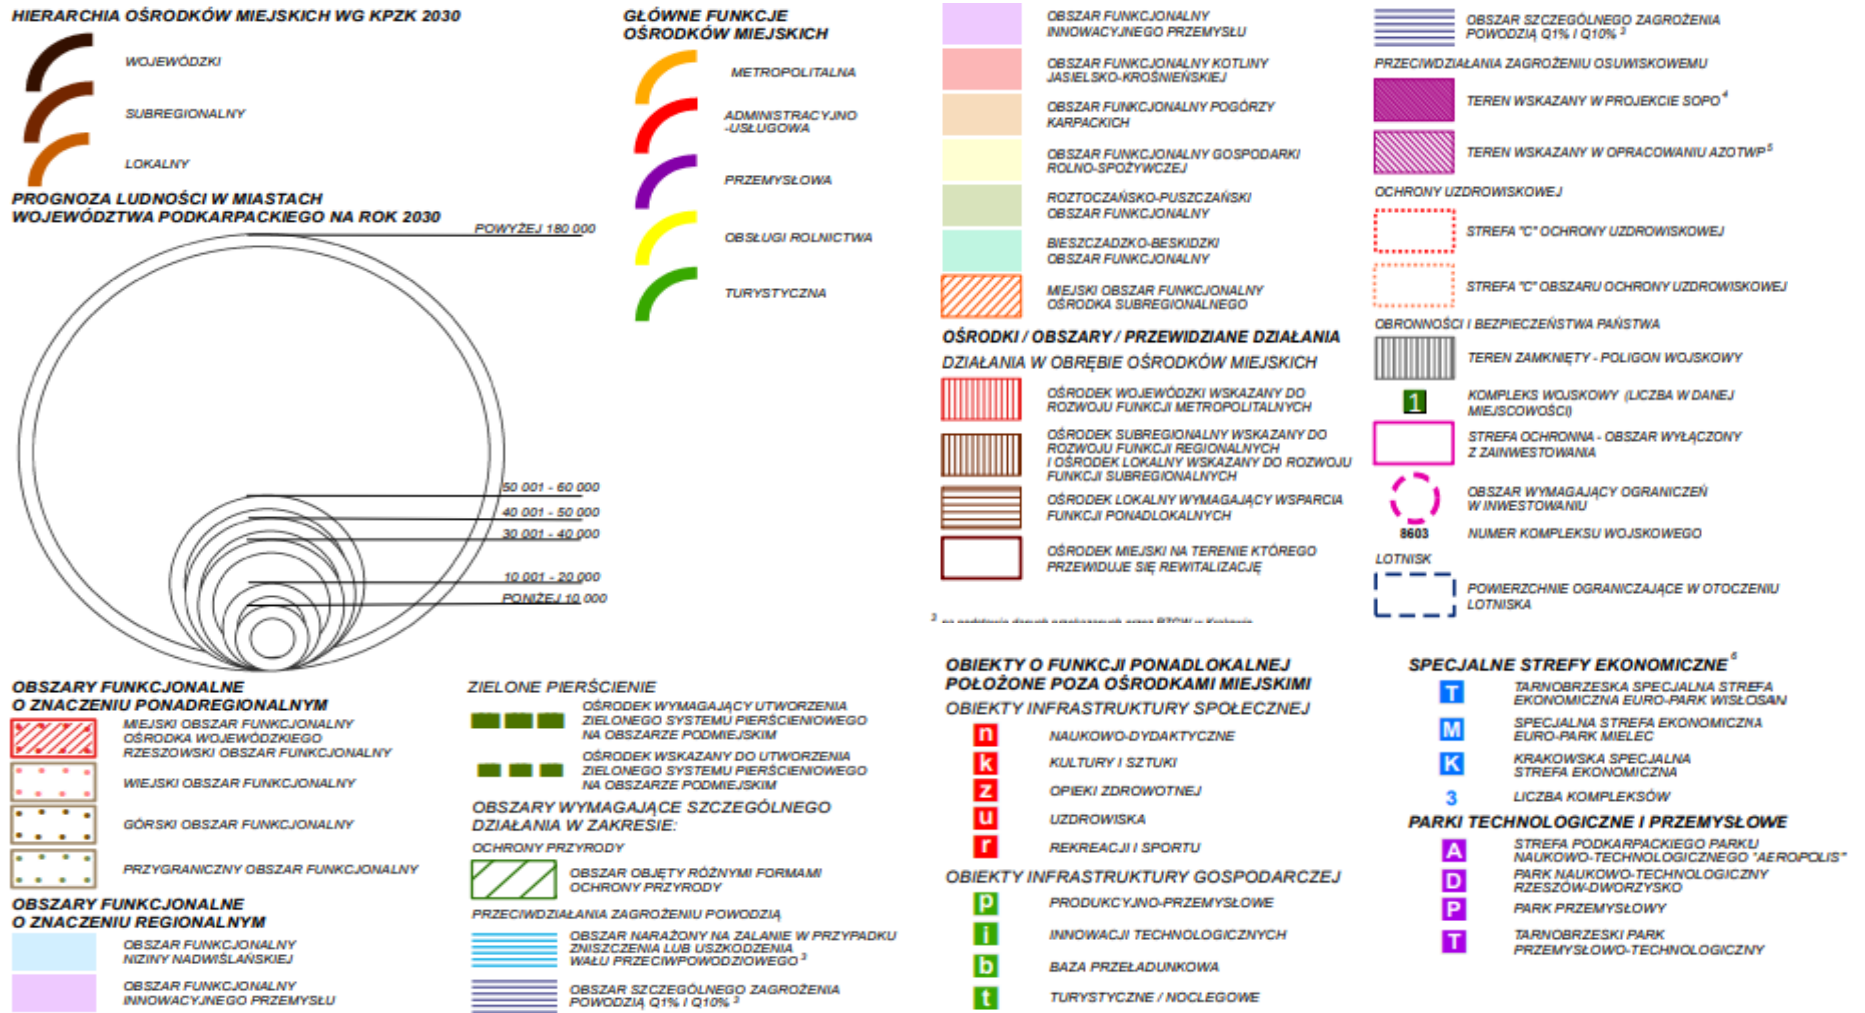 HIERARCHIA OŚRODKÓW MIEJSKICH WG KPZK 2030
WOJEWÓDZKI
SUBREGIONALNY
LOKALNY
PROGNOZA LUDNOŚCI W MIASTACH
WOJEWÓDZTWA PODKARPACKIEGO NA ROK 2030
POWYŻEJ 180 000
50 001 - 60 000
40 001 - 50 000
30 001 - 40 000
10 001 - 20 000
PONIŻEJ 10 000
GŁÓWNE FUNKCJE
OŚRODKÓW MIEJSKICH
METROPOLITALNA
ADMINISTRACYJNO
-USŁUGOWA
PRZEMYSŁOWA
OBSŁUGI ROLNICTWA
TURYSTYCZNA
OBSZAR FUNKCJONALNY
INNOWACYJNEGO PRZEMYSŁU
OBSZAR FUNKCJONALNY KOTLINY
JASIELSKO-KROŚNIEŃSKIEJ
OBSZAR FUNKCJONALNY POGÓRZY
KARPACKICH
OBSZAR FUNKCJONALNY GOSPODARKI
ROLNO-SPOŻYWCZEJ
ROZTOCZAŃSKO-PUSZCZAŃSKI
OBSZAR FUNKCJONALNY
BIESZCZADZKO-BESKIDZKI
OBSZAR FUNKCJONALNY
MIEJSKI OBSZAR FUNKCJONALNY
OŚRODKA SUBREGIONALNEGO
OŚRODKI / OBSZARY / PRZEWIDZIANE DZIAŁANIA
DZIAŁANIA W OBRĘBIE OŚRODKÓW MIEJSKICH
OŚRODEK WOJEWÓDZKI WSKAZANY DO
ROZWOJU FUNKCJI METROPOLITALNYCH
OŚRODEK SUBREGIONALNY WSKAZANY DO
ROZWOJU FUNKCJI REGIONALNYCH
I OŚRODEK LOKALNY WSKAZANY DO ROZWOJU
FUNKCJI SUBREGIONALNYCH
OŚRODEK LOKALNY WYMAGAJĄCY WSPARCIA
FUNKCJI PONADLOKALNYCH
OŚRODEK MIEJSKI NA TERENIE KTÓREGO
PRZEWIDUJE SIĘ REWITALIZACJĘ
OBSZAR SZCZEGÓLNEGO ZAGROŻENIA
POWODZIĄ Q1% I Q10% 3
PRZECIWDZIAŁANIA ZAGROŻENIU OSUWISKOWEMU
TEREN WSKAZANY W PROJEKCIE SOPO 4
TEREN WSKAZANY W OPRACOWANIU AZOTWP 5
OCHRONY UZDROWISKOWEJ
STREFA "C" OCHRONY UZDROWISKOWEJ
STREFA "C" OBSZARU OCHRONY UZDROWISKOWEJ
OBRONNOŚCI I BEZPIECZEŃSTWA PAŃSTWA
TEREN ZAMKNIĘTY - POLIGON WOJSKOWY
1
KOMPLEKS WOJSKOWY (LICZBA W DANEJ
MIEJSCOWOŚCI)
STREFA OCHRONNA - OBSZAR WYŁĄCZONY
Z ZAINWESTOWANIA
OBSZAR WYMAGAJĄCY OGRANICZEŃ
W INWESTOWANIU
8603 NUMER KOMPLEKSU WOJSKOWEGO
LOTNISK
POWIERZCHNIE OGRANICZAJĄCE W OTOCZENIU
LOTNISKA
OBSZARY FUNKCJONALNE
O ZNACZENIU PONADREGIONALNYM
MIEJSKI OBSZAR FUNKCJONALNY
OŚRODKA WOJEWÓDZKIEGO
RZESZOWSKI OBSZAR FUNKCJONALNY
WIEJSKI OBSZAR FUNKCJONALNY
GÓRSKI OBSZAR FUNKCJONALNY
PRZYGRANICZNY OBSZAR FUNKCJONALNY
OBSZARY FUNKCJONALNE
O ZNACZENIU REGIONALNYM
OBSZAR FUNKCJONALNY
NIZINY NADWIŚLAŃSKIEJ
OBSZAR FUNKCJONALNY
INNOWACYJNEGO PRZEMYSŁU
ZIELONE PIERŚCIENIE
OŚRODEK WYMAGAJĄCY UTWORZENIA
ZIELONEGO SYSTEMU PIERŚCIENIOWEGO
NA OBSZARZE PODMIEJSKIM
OŚRODEK WSKAZANY DO UTWORZENIA
ZIELONEGO SYSTEMU PIERŚCIENIOWEGO
NA OBSZARZE PODMIEJSKIM
OBSZARY WYMAGAJĄCE SZCZEGÓLNEGO
DZIAŁANIA W ZAKRESIE:
OCHRONY PRZYRODY
OBSZAR OBJĘTY RÓŻNYMI FORMAMI
OCHRONY PRZYRODY
PRZECIWDZIAŁANIA ZAGROŻENIU POWODZIĄ
OBSZAR NARAŻONY NA ZALANIE W PRZYPADKU
ZNISZCZENIA LUB USZKODZENIA
WAŁU PRZECIWPOWODZIOWEGO 3
OBSZAR SZCZEGÓLNEGO ZAGROŻENIA
POWODZIĄ Q1% I Q10% 3
OBIEKTY O FUNKCJI PONADLOKALNEJ
POŁOŻONE POZA OŚRODKAMI MIEJSKIMI
OBIEKTY INFRASTRUKTURY SPOŁECZNEJ
n NAUKOWO-DYDAKTYCZNE
k KULTURY I SZTUKI
z OPIEKI ZDROWOTNEJ
u UZDROWISKA
r REKREACJI I SPORTU
OBIEKTY INFRASTRUKTURY GOSPODARCZEJ
p PRODUKCYJNO-PRZEMYSŁOWE
i INNOWACJI TECHNOLOGICZNYCH
b BAZA PRZEŁADUNKOWA
t TURYSTYCZNE / NOCLEGOWE
SPECJALNE STREFY EKONOMICZNE 6
T TARNOBRZESKA SPECJALNA STREFA
EKONOMICZNA EURO-PARK WISŁOSAN
M SPECJALNA STREFA EKONOMICZNA
EURO-PARK MIELEC
K KRAKOWSKA SPECJALNA
STREFA EKONOMICZNA
3 LICZBA KOMPLEKSÓW
PARKI TECHNOLOGICZNE I PRZEMYSŁOWE
A STREFA PODKARPACKIEGO PARKU
NAUKOWO-TECHNOLOGICZNEGO "AEROPOLIS"
D PARK NAUKOWO-TECHNOLOGICZNY
RZESZÓW-DWORZYSKO
P PARK PRZEMYSŁOWY
T TARNOBRZESKI PARK
PRZEMYSŁOWO-TECHNOLOGICZNY